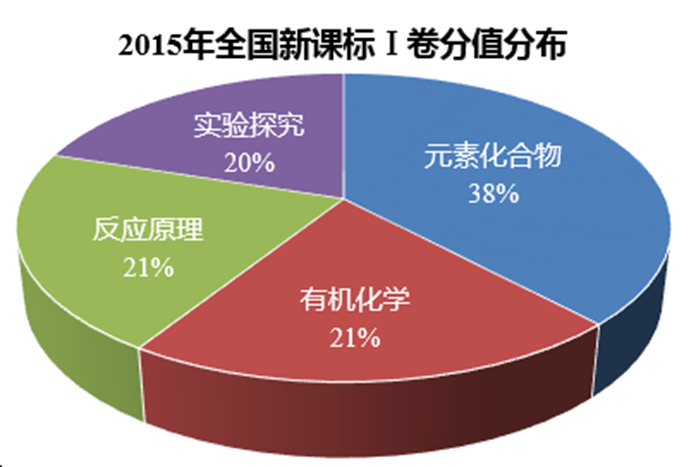 2015年全国新课标Ⅰ卷分值分布
实验探究
20%
元素化合物
38%
反应原理
21%
有机化学
21%